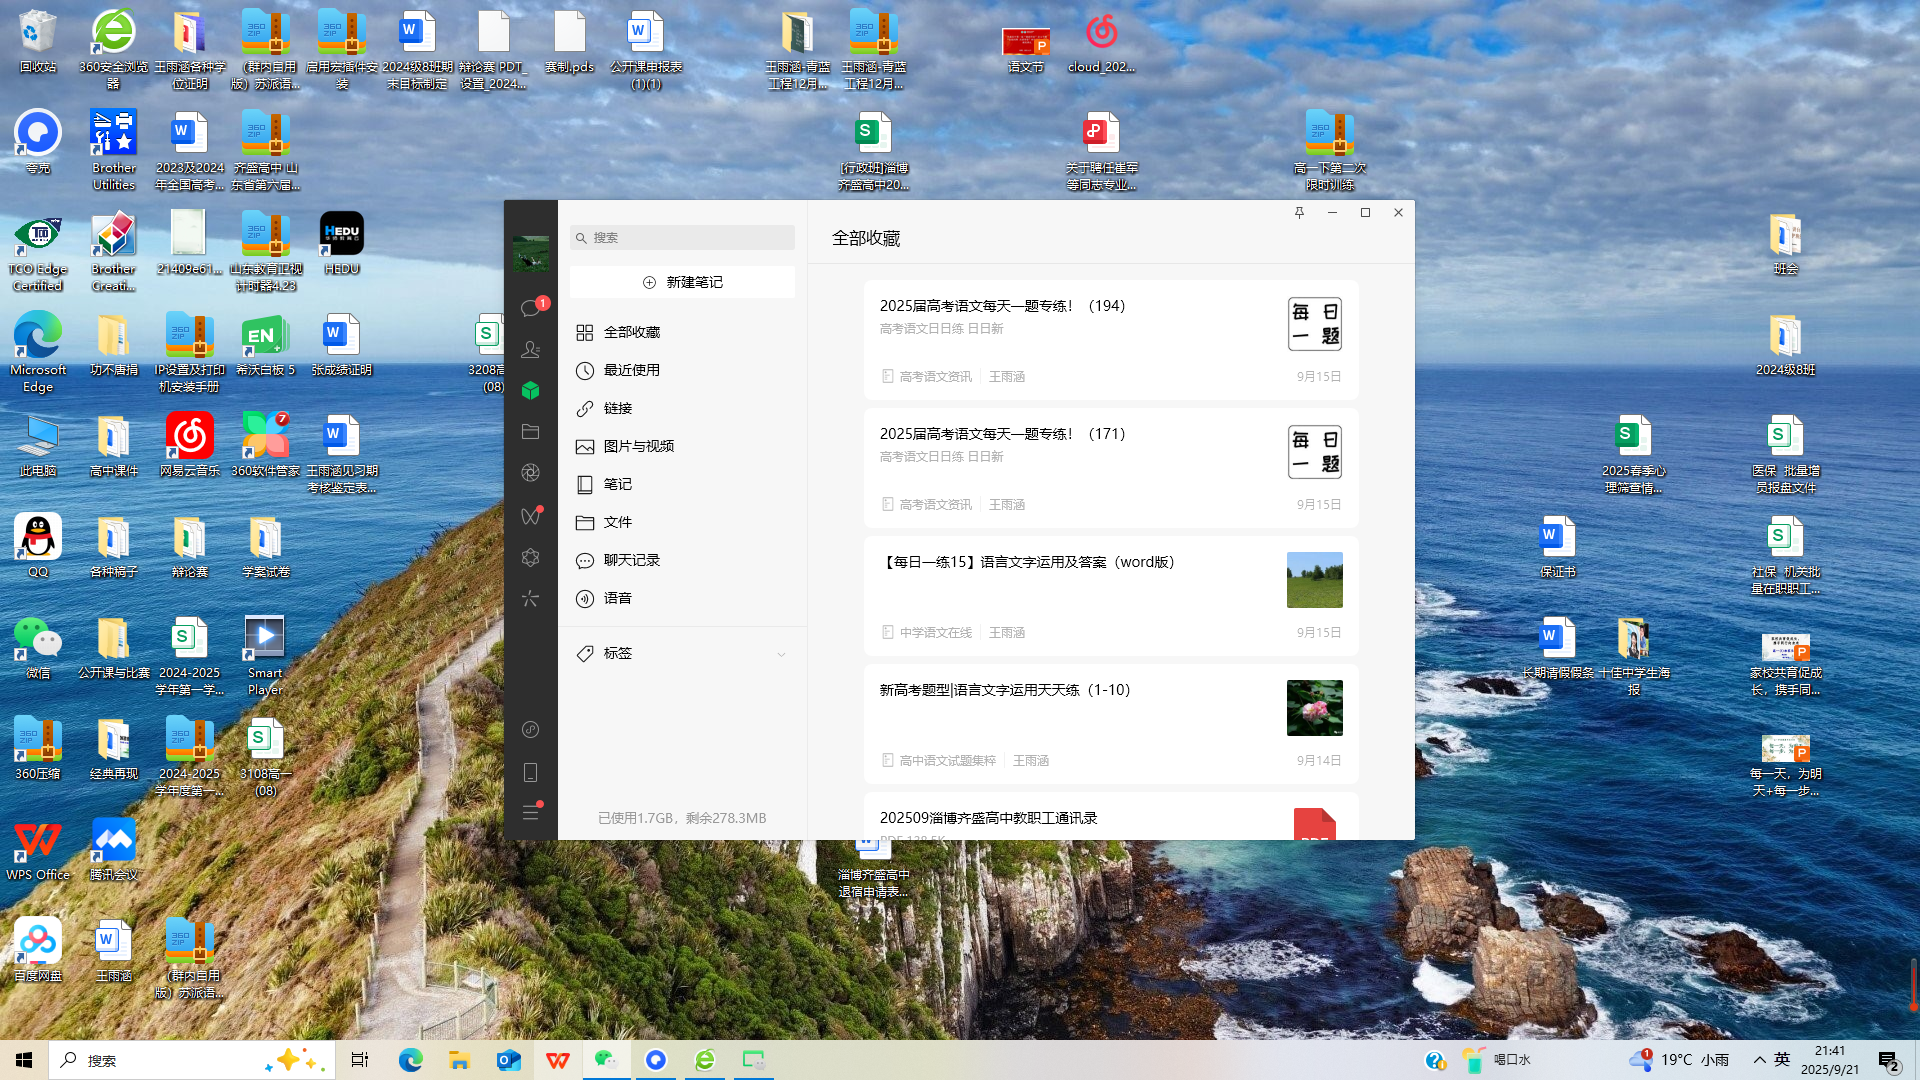 回收站
360安全浏览器
王雨涵各种学位证明
（群内自用版）苏派语...
启用宏插件安装
2024级8班期末目标制定
辩论赛 PDT_设置_2024...
赛制.pds
公开课申报表(1)(1)
王雨涵-青蓝工程12月...
王雨涵-青蓝工程12月...
语文节
cloud_202...
夸克
Brother Utilities
2023及2024年全国高考...
齐盛高中 山东省第六届...
[行政班]淄博齐盛高中20...
关于聘任崔军等同志专业...
高一下第二次限时训练
TCO Edge Certified
Brother Creati...
21409e61...
山东教育卫视计时器4.23
HEDU
班会
Microsoft Edge
功不唐捐
IP设置及打印机安装手册
希沃白板 5
张成绩证明
3208高
(08)
2024级8班
此电脑
高中课件
网易云音乐
360软件管家
王雨涵见习期考核鉴定表...
2025春季心理筛查情...
医保_批量增员报盘文件
QQ
各种稿子
辩论赛
学案试卷
保证书
社保_机关批量在职职工...
微信
公开课与比赛
2024-2025学年第一学...
Smart Player
长期请假假条
十佳中学生海报
家校共育促成长，携手同...
360压缩
经典再现
2024-2025学年度第一...
3108高一(08)
每一天，为明天+每一步...
WPS Office
腾讯会议
淄博齐盛高中退宿申请表...
百度网盘
王雨涵
（群内自用版）苏派语...
搜索
新建笔记
全部收藏
最近使用
链接
图片与视频
笔记
文件
聊天记录
语音
标签
已使用1.7GB，剩余278.3MB
全部收藏
2025届高考语文每天一题专练！（194）
高考语文日日练 日日新
每日一题
高考语文资讯
王雨涵
9月15日
2025届高考语文每天一题专练！（171）
高考语文日日练 日日新
每日一题
高考语文资讯
王雨涵
9月15日
【每日一练15】语言文字运用及答案（word版）
中学语文在线
王雨涵
9月15日
新高考题型|语言文字运用天天练（1-10）
高中语文试题集粹
王雨涵
9月14日
202509淄博齐盛高中教职工通讯录
搜索
喝口水
19°C 小雨
英
21:41
2025/9/21